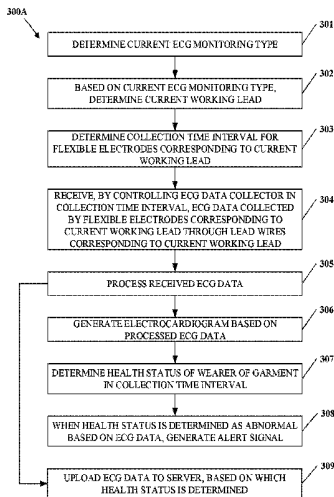 300A
301
DETERMINE CURRENT ECG MONITORING TYPE
302
BASED ON CURRENT ECG MONITORING TYPE,
DETERMINE CURRENT WORKING LEAD
303
DETERMINE COLLECTION TIME INTERVAL FOR
FLEXIBLE ELECTRODES CORRESPONDING TO CURRENT
WORKING LEAD
304
RECEIVE, BY CONTROLLING ECG DATA COLLECTOR IN
COLLECTION TIME INTERVAL, ECG DATA COLLECTED
BY FLEXIBLE ELECTRODES CORRESPONDING TO
CURRENT WORKING LEAD THROUGH LEAD WIRES
CORRESPONDING TO CURRENT WORKING LEAD
305
PROCESS RECEIVED ECG DATA
306
GENERATE ELECTROCARDIOGRAM BASED ON
PROCESSED ECG DATA
307
DETERMINE HEALTH STATUS OF WEARER OF GARMENT
IN COLLECTION TIME INTERVAL
308
WHEN HEALTH STATUS IS DETERMINED AS ABNORMAL
BASED ON ECG DATA, GENERATE ALERT SIGNAL
309
UPLOAD ECG DATA TO SERVER, BASED ON WHICH
HEALTH STATUS IS DETERMINED